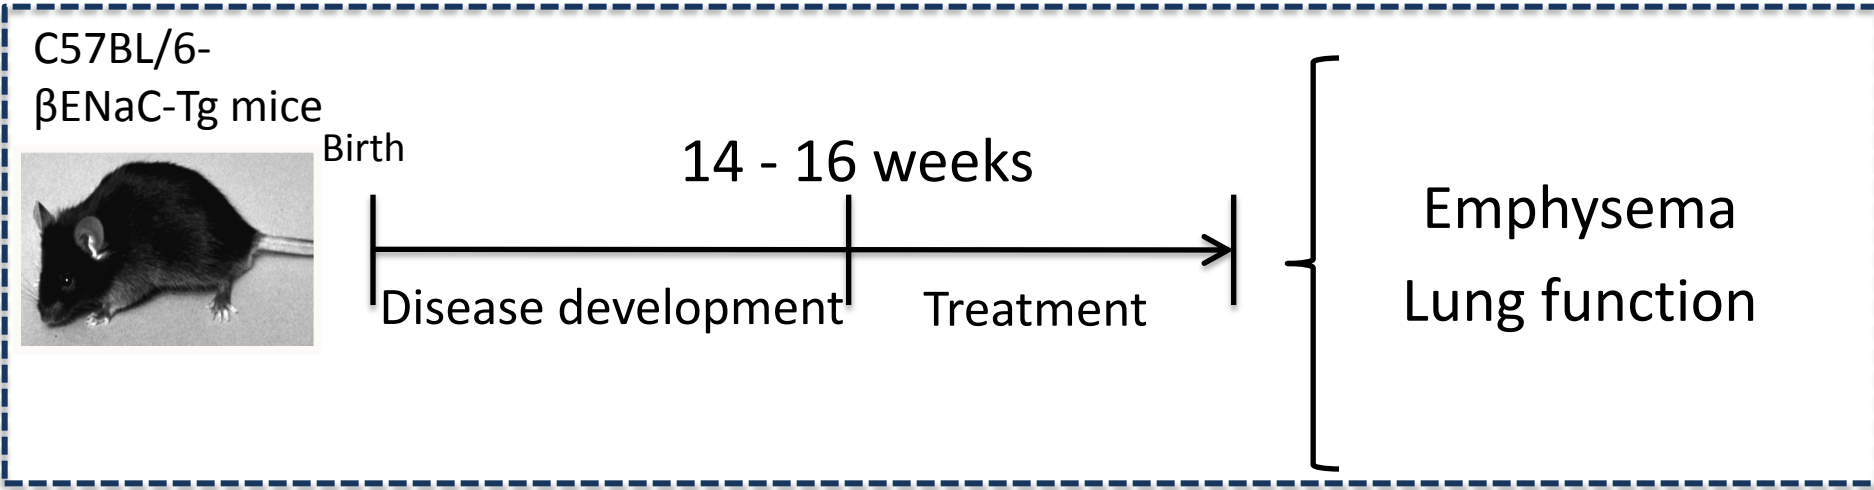 C57BL/6-
βENaC-Tg mice
Birth
14 - 16 weeks
Disease development
Treatment
Emphysema
Lung function